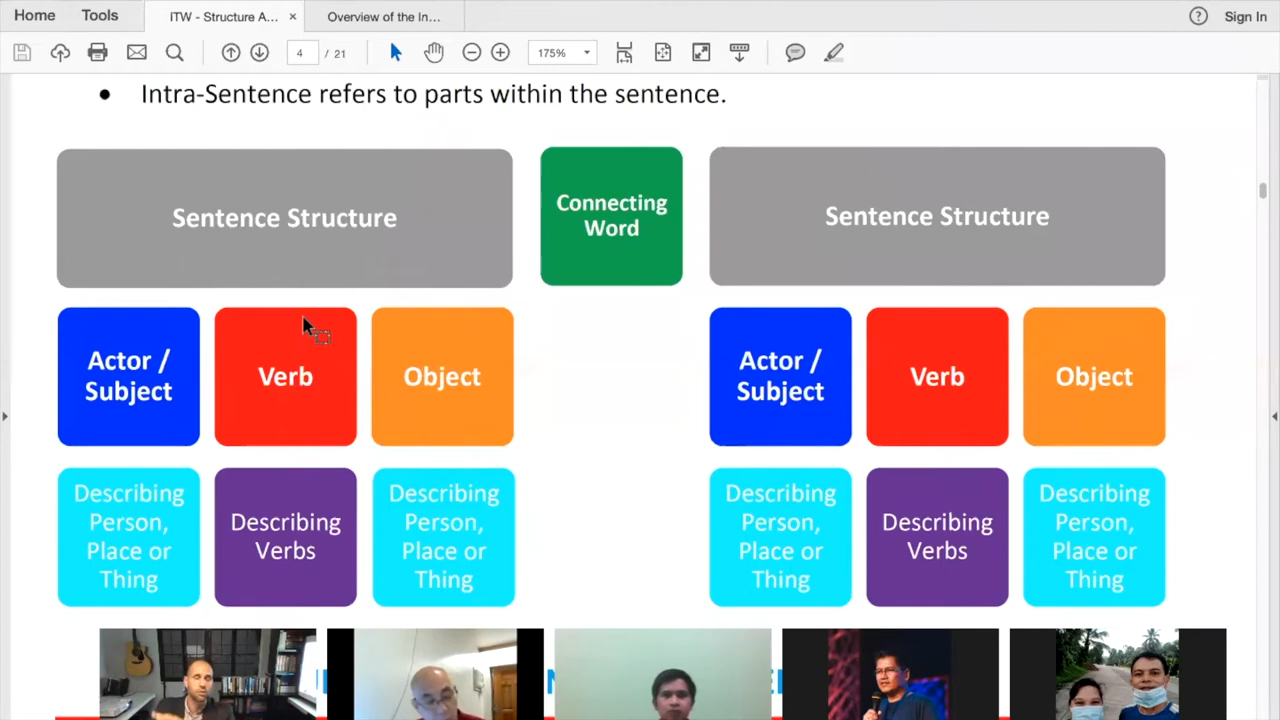 Home
Tools
ITW - Structure A...
×
Overview of the In...
Sign In
4 / 21
175%
• Intra-Sentence refers to parts within the sentence.
Sentence Structure
Connecting
Word
Sentence Structure
Actor /
Subject
Verb
Object
Actor /
Subject
Verb
Object
Describing
Person,
Place or
Thing
Describing
Verbs
Describing
Person,
Place or
Thing
Describing
Person,
Place or
Thing
Describing
Verbs
Describing
Person,
Place or
Thing